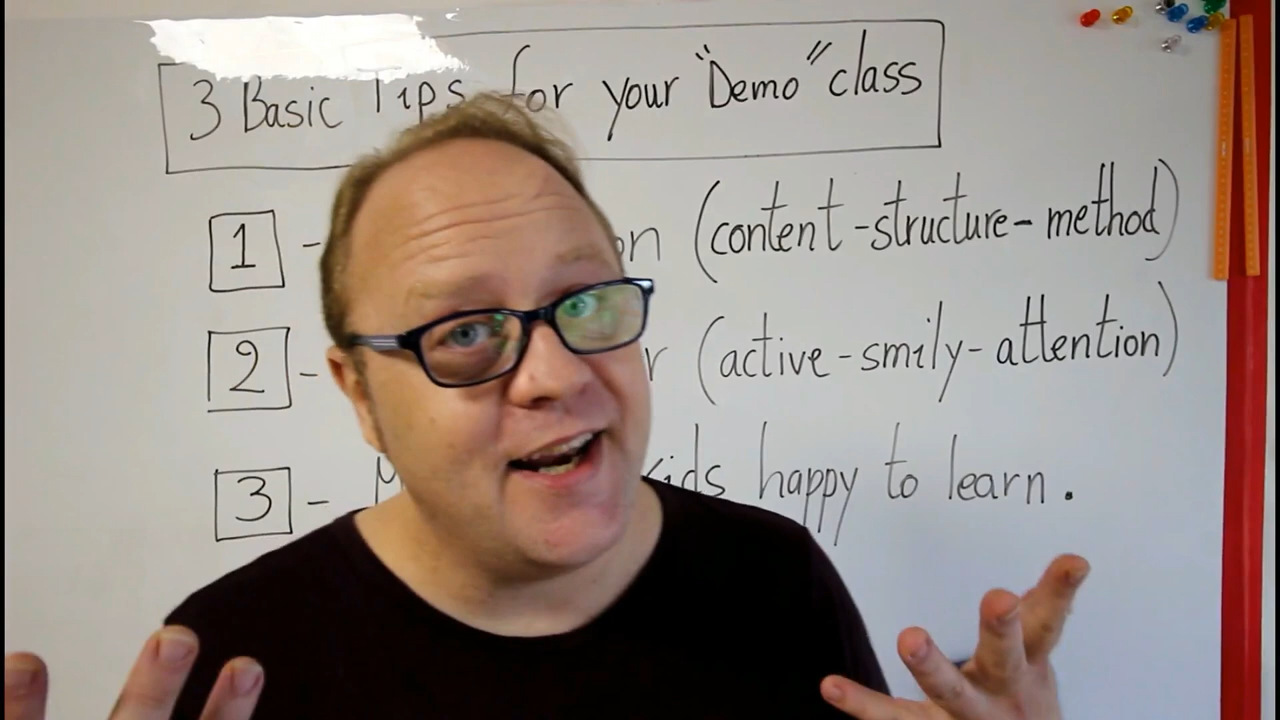 3 Basic Tips for your "Demo" class
1 - (content-structure-method)
2 - (active-smily-attention)
3 - kids happy to learn.